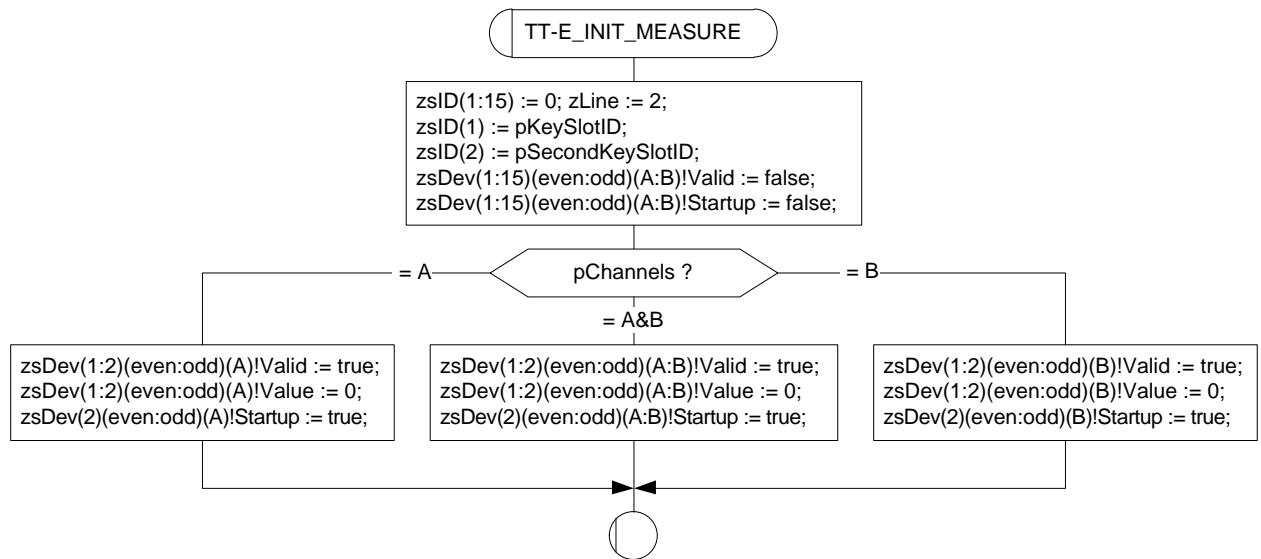 TT-E_INIT_MEASURE
zsID(1:15) := 0; zLine := 2;
zsID(1) := pKeySlotID;
zsID(2) := pSecondKeySlotID;
zsDev(1:15)(even:odd)(A:B)!Valid := false;
zsDev(1:15)(even:odd)(A:B)!Startup := false;
pChannels ?
= A
= B
= A&B
zsDev(1:2)(even:odd)(A)!Valid := true;
zsDev(1:2)(even:odd)(A)!Value := 0;
zsDev(2)(even:odd)(A)!Startup := true;
zsDev(1:2)(even:odd)(A:B)!Valid := true;
zsDev(1:2)(even:odd)(A:B)!Value := 0;
zsDev(2)(even:odd)(A:B)!Startup := true;
zsDev(1:2)(even:odd)(B)!Valid := true;
zsDev(1:2)(even:odd)(B)!Value := 0;
zsDev(2)(even:odd)(B)!Startup := true;